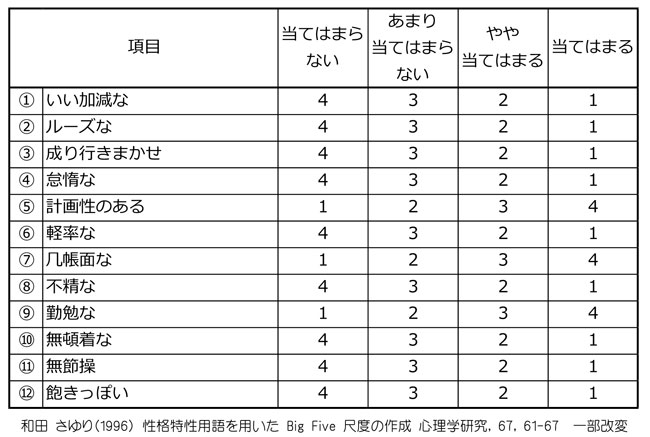 項目 当てはまらない あまり当てはまらない やや当てはまる 当てはまる
① いい加減な 4 3 2 1
② ルーズな 4 3 2 1
③ 成り行きまかせ 4 3 2 1
④ 怠惰な 4 3 2 1
⑤ 計画性のある 1 2 3 4
⑥ 軽率な 4 3 2 1
⑦ 几帳面な 1 2 3 4
⑧ 不精な 4 3 2 1
⑨ 勤勉な 1 2 3 4
⑩ 無頓着な 4 3 2 1
⑪ 無節操 4 3 2 1
⑫ 飽きっぽい 4 3 2 1
和田 さゆり(1996) 性格特性用語を用いた Big Five 尺度の作成 心理学研究, 67, 61-67 一部改変